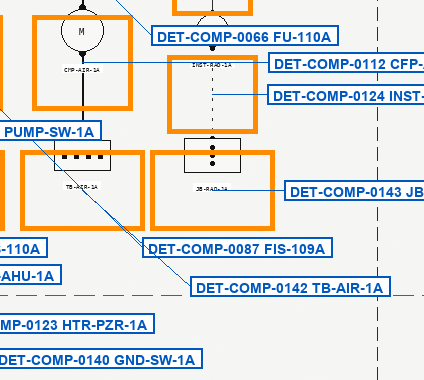 DET-COMP-0066 FU-110A
M
DET-COMP-0112 CFP-
INST-RAD-1A
CMP-AIR-1A
DET-COMP-0124 INST-
PUMP-SW-1A
TB-AIR-1A
JB-RAD-1A
DET-COMP-0143 JB
-110A
DET-COMP-0087 FIS-109A
-AHU-1A
DET-COMP-0142 TB-AIR-1A
MP-0123 HTR-PZR-1A
DET-COMP-0140 GND-SW-1A